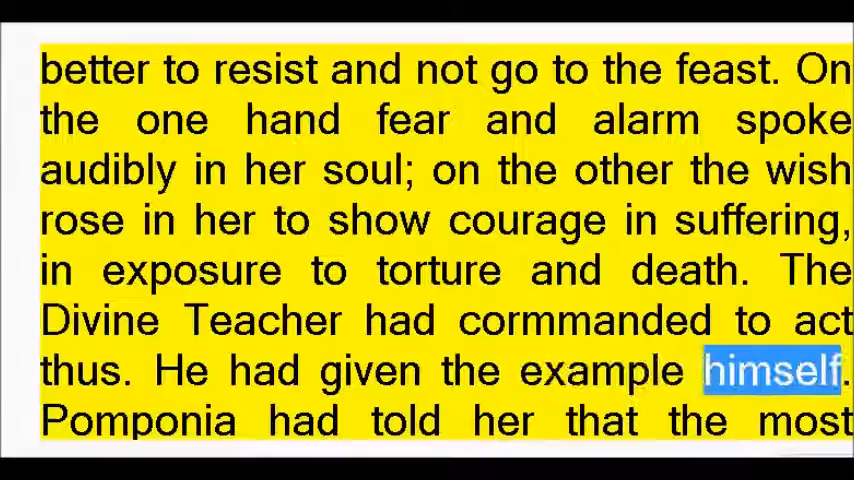 better to resist and not go to the feast. On
the one hand fear and alarm spoke
audibly in her soul; on the other the wish
rose in her to show courage in suffering,
in exposure to torture and death. The
Divine Teacher had cormmanded to act
thus. He had given the example himself.
Pomponia had told her that the most